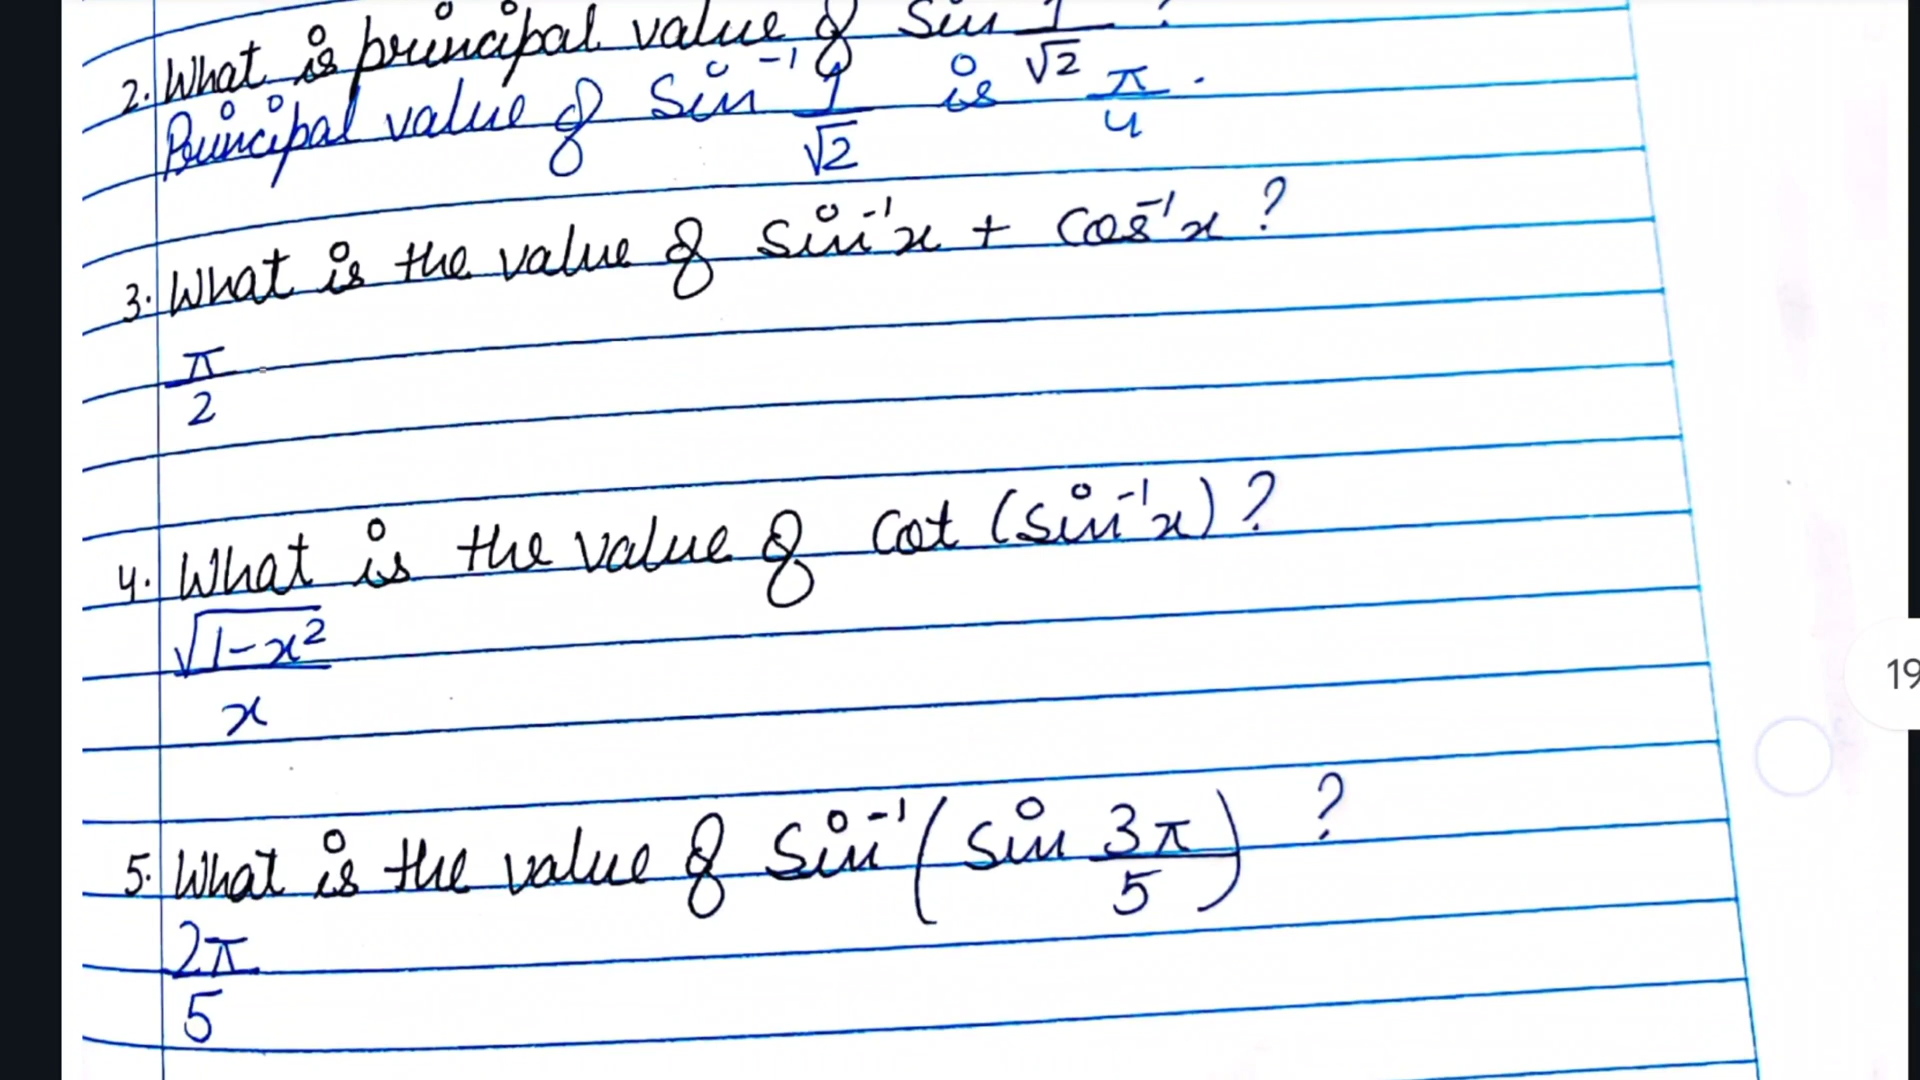 2. What is principal value of Sin 1/√2 ?
Principal value of Sin⁻¹ 1/√2 is π/4.
3. What is the value of Sin⁻¹x + Cos⁻¹x ?
π/2
4. What is the value of Cot (Sin⁻¹x) ?
√(1-x²)/x
5. What is the value of Sin⁻¹(Sin 3π/5) ?
2π/5
19